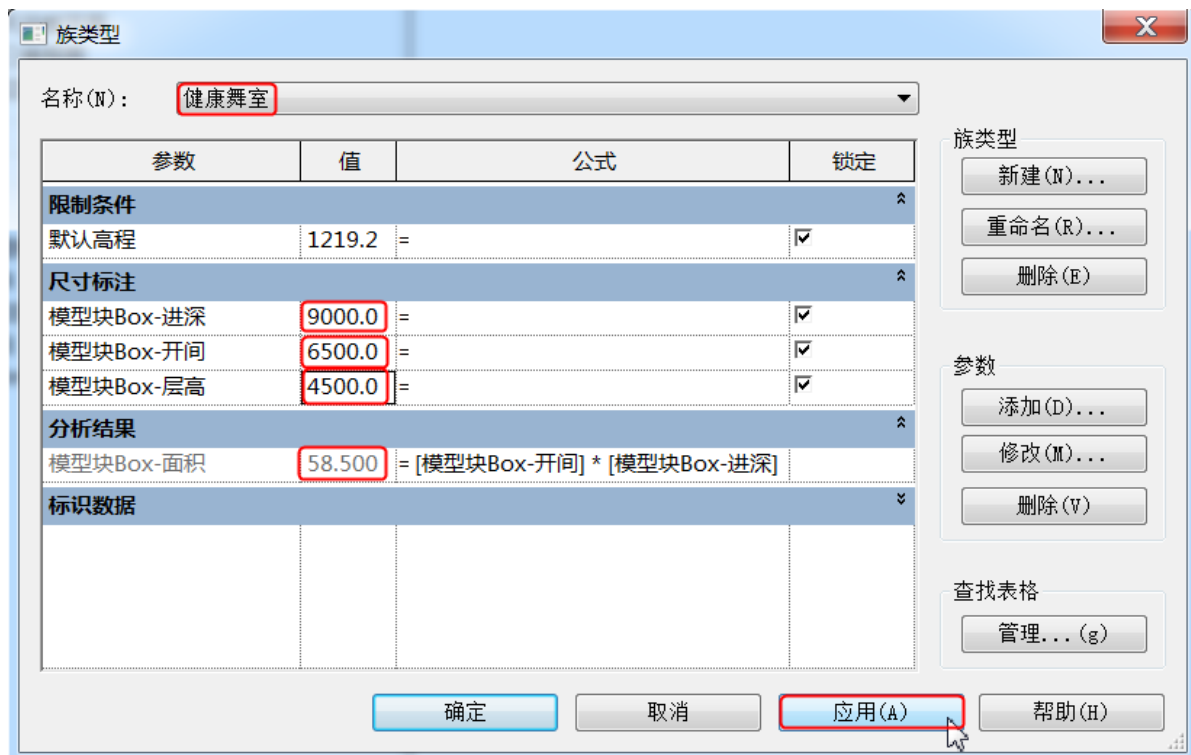 族类型
名称(N): 健康舞室
参数 值 公式 锁定
限制条件
默认高程 1219.2 =
尺寸标注
模型块Box-进深 9000.0 =
模型块Box-开间 6500.0 =
模型块Box-层高 4500.0 =
分析结果
模型块Box-面积 58.500 = [模型块Box-开间] * [模型块Box-进深]
标识数据
族类型
新建(N)...
重命名(R)...
删除(E)
参数
添加(D)...
修改(M)...
删除(V)
查找表格
管理...(g)
确定 取消 应用(A) 帮助(H)